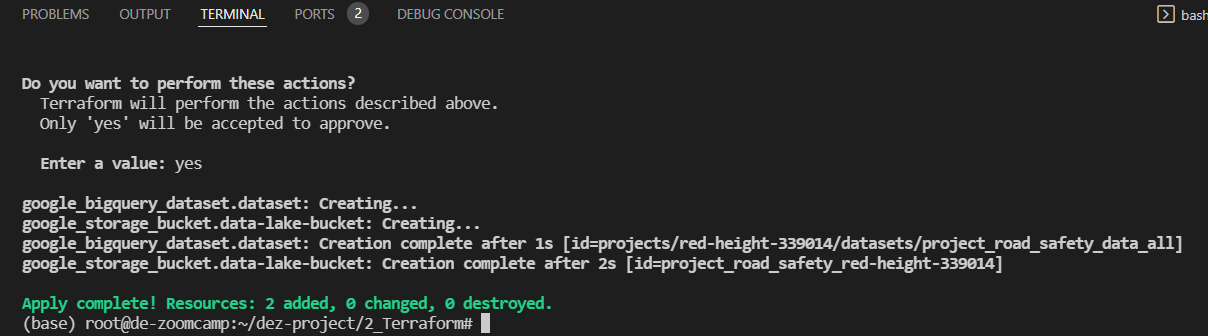 PROBLEMS OUTPUT TERMINAL PORTS 2 DEBUG CONSOLE bash
Do you want to perform these actions?
Terraform will perform the actions described above.
Only 'yes' will be accepted to approve.
Enter a value: yes
google_bigquery_dataset.dataset: Creating...
google_storage_bucket.data-lake-bucket: Creating...
google_bigquery_dataset.dataset: Creation complete after 1s [id=projects/red-height-339014/datasets/project_road_safety_data_all]
google_storage_bucket.data-lake-bucket: Creation complete after 2s [id=project_road_safety_red-height-339014]
Apply complete! Resources: 2 added, 0 changed, 0 destroyed.
(base) root@de-zoomcamp:~/dez-project/2_Terraform#